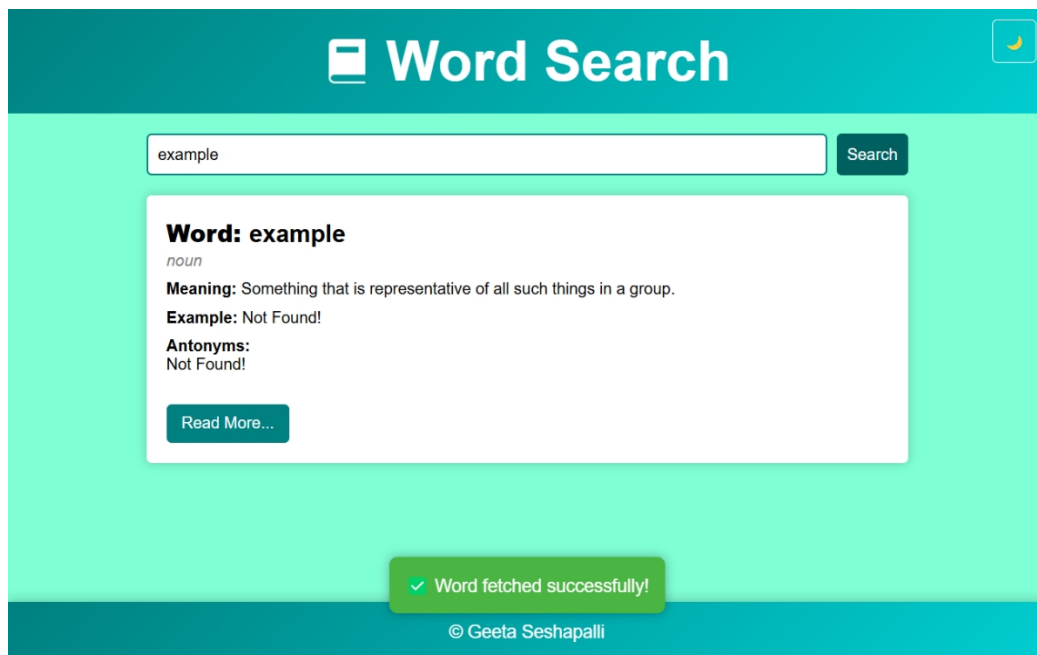 Word Search
example
Search
Word: example
noun
Meaning: Something that is representative of all such things in a group.
Example: Not Found!
Antonyms:
Not Found!
Read More...
Word fetched successfully!
© Geeta Seshapalli